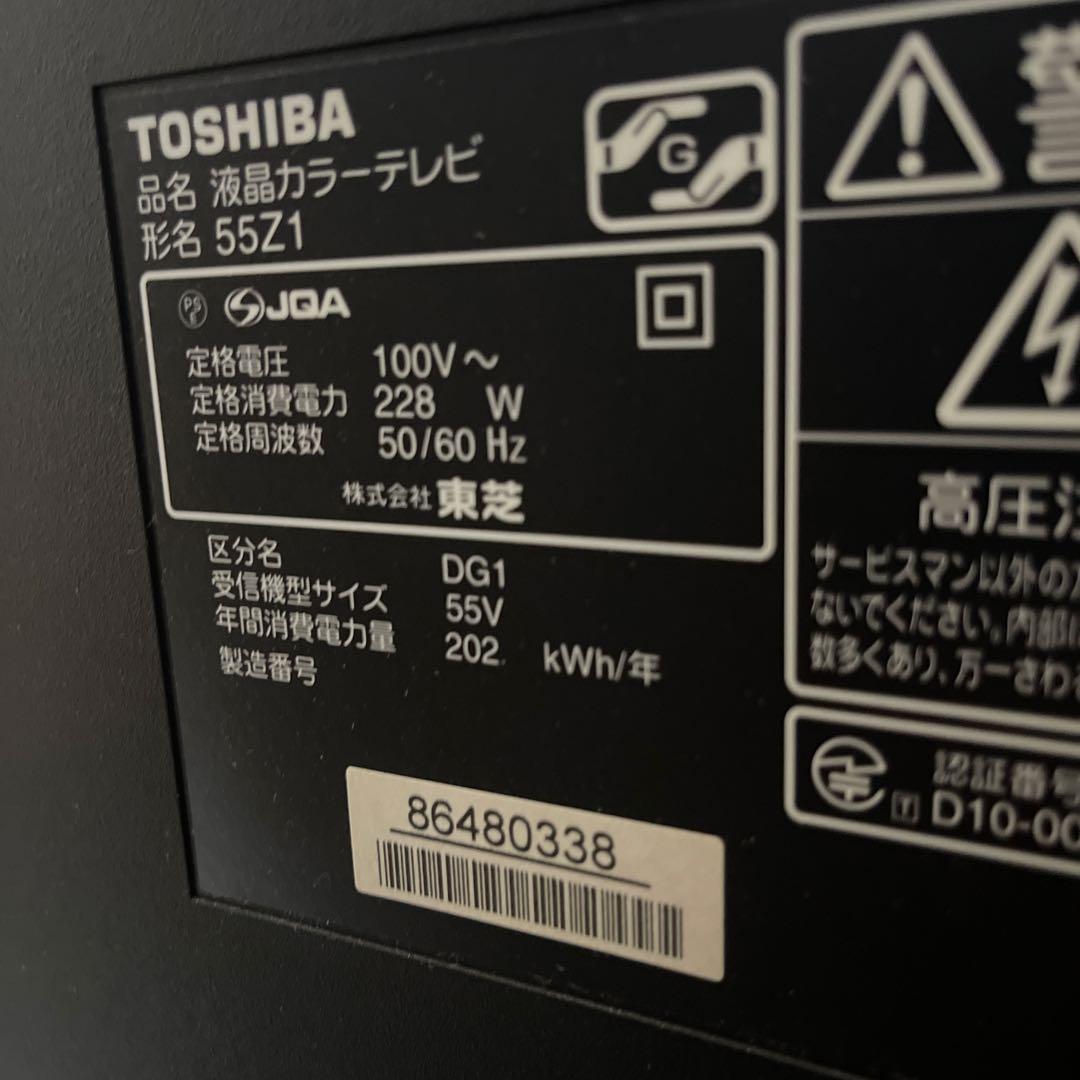 TOSHIBA
品名 液晶カラーテレビ
形名 55Z1
G
PS
E
JQA
定格電圧 100V～
定格消費電力 228 W
定格周波数 50/60 Hz
株式会社 東芝
区分名 DG1
受信機型サイズ 55V
年間消費電力量 202 kWh/年
製造番号
86480338
警
高圧注
サービスマン以外の方
ないでください。内部に
数多くあり、万一さわ
認証番号
T D10-00